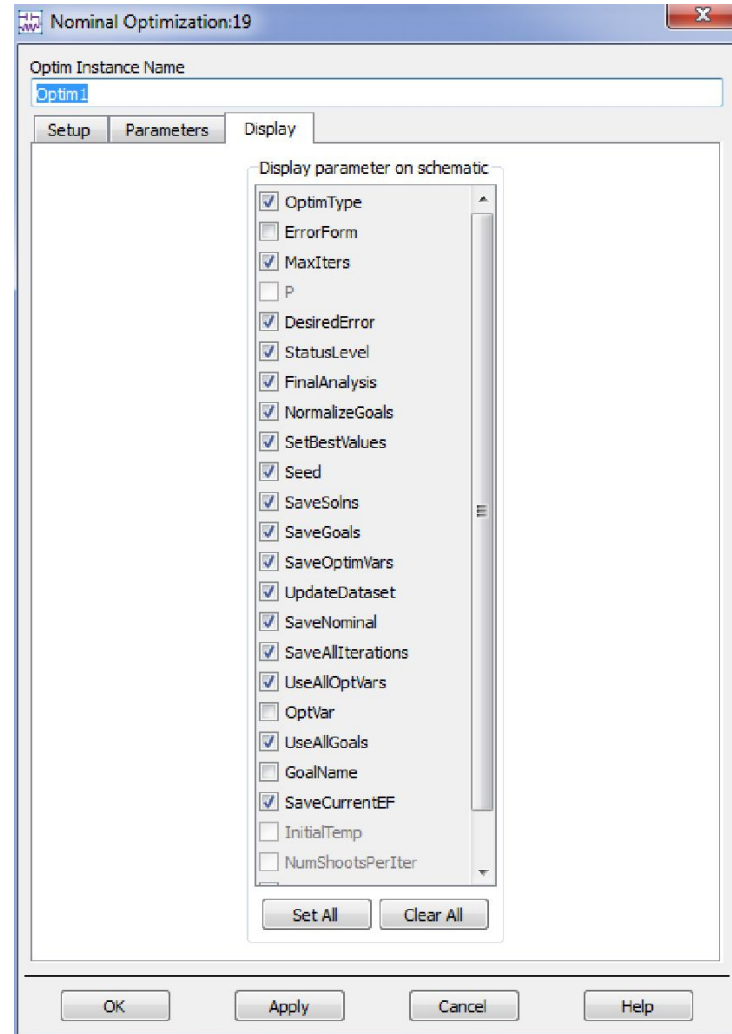 Nominal Optimization:19
Optim Instance Name
Optim1
Setup Parameters Display
Display parameter on schematic
OptimType
ErrorForm
MaxIters
P
DesiredError
StatusLevel
FinalAnalysis
NormalizeGoals
SetBestValues
Seed
SaveSolns
SaveGoals
SaveOptimVars
UpdateDataset
SaveNominal
SaveAllIterations
UseAllOptVars
OptVar
UseAllGoals
GoalName
SaveCurrentEF
InitialTemp
NumShootsPerIter
Set All Clear All
OK Apply Cancel Help